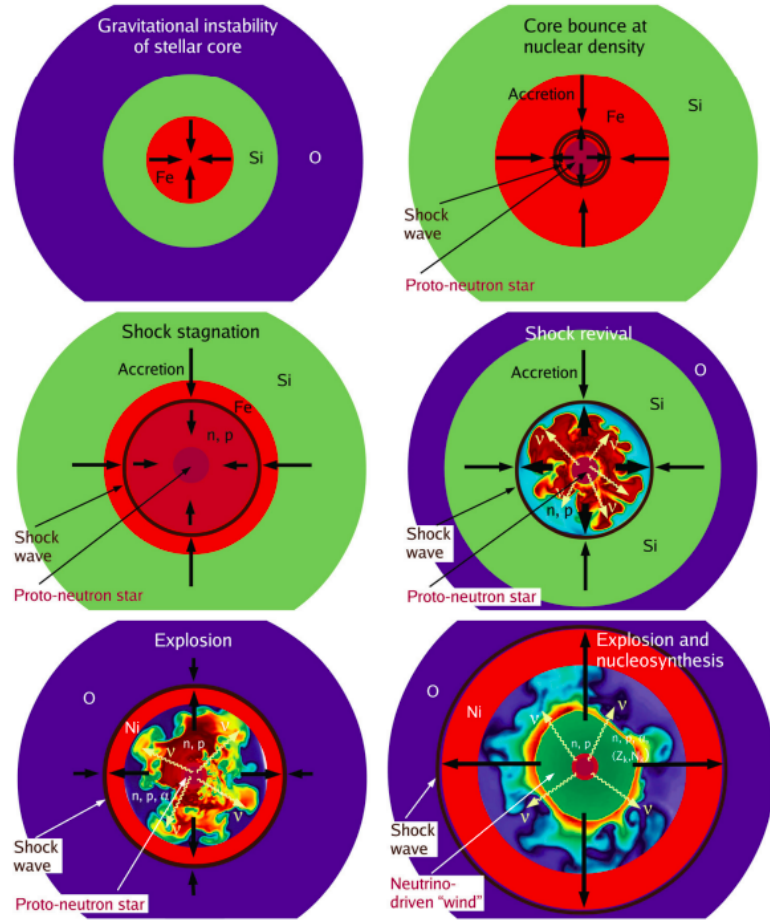 Gravitational instability
of stellar core
Fe
Si
O
Core bounce at
nuclear density
Accretion
Fe
Si
Shock
wave
Proto-neutron star
Shock stagnation
Accretion
Si
Fe
n, p
Shock
wave
Proto-neutron star
Shock revival
O
Accretion
Si
ν
ν
ν
n, p
ν
Shock
wave
Si
Proto-neutron star
Explosion
O
Ni
n, p
ν
ν
n, p, α
ν
ν
Shock
wave
Proto-neutron star
Explosion and
nucleosynthesis
O
Ni
ν
ν
n, p
n, p,
ν
ν
Shock
wave
Neutrino-
driven "wind"